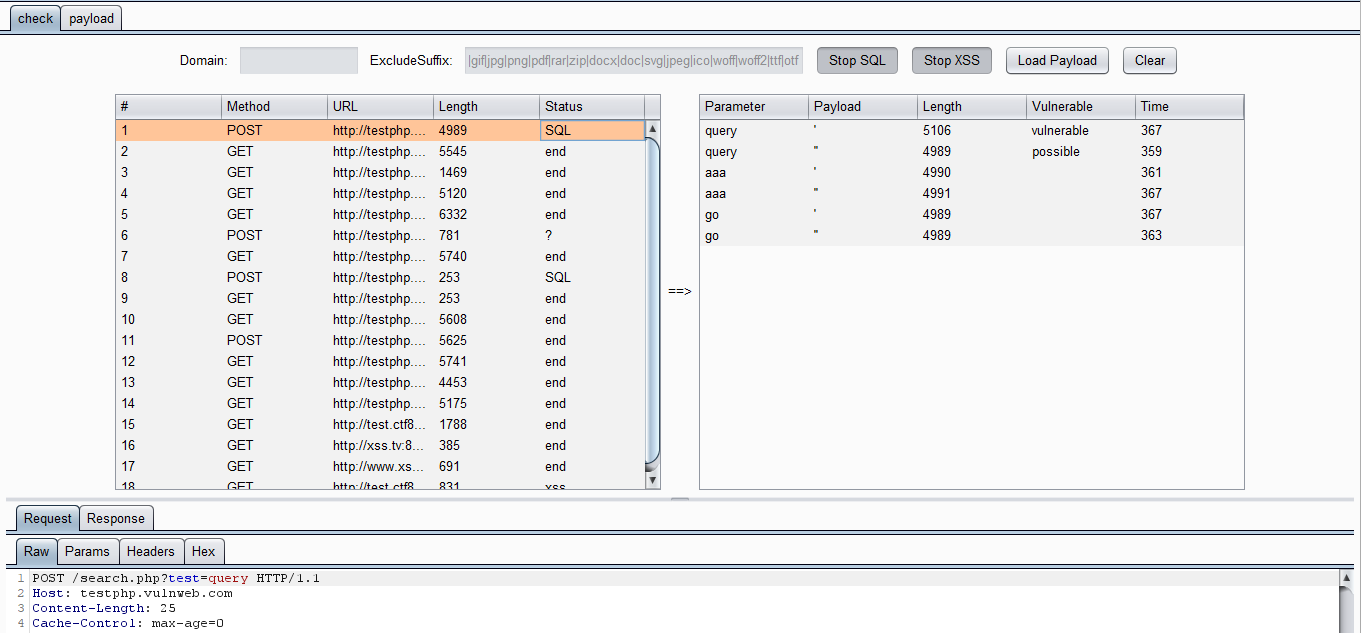 check payload
Domain: ExcludeSuffix: |gif|jpg|png|pdf|rar|zip|docx|doc|svg|jpeg|ico|woff|woff2|ttf|otf Stop SQL Stop XSS Load Payload Clear
# Method URL Length Status
1 POST http://testphp.... 4989 SQL
2 GET http://testphp.... 5545 end
3 GET http://testphp.... 1469 end
4 GET http://testphp.... 5120 end
5 GET http://testphp.... 6332 end
6 POST http://testphp.... 781 ?
7 GET http://testphp.... 5740 end
8 POST http://testphp.... 253 SQL
9 GET http://testphp.... 253 end
10 GET http://testphp.... 5608 end
11 POST http://testphp.... 5625 end
12 GET http://testphp.... 5741 end
13 GET http://testphp.... 4453 end
14 GET http://testphp.... 5175 end
15 GET http://test.ctf8... 1788 end
16 GET http://xss.tv:8... 385 end
17 GET http://www.xs... 691 end
18 GET http://test.ctf8... 831 xss
==>
Parameter Payload Length Vulnerable Time
query ' 5106 vulnerable 367
query " 4989 possible 359
aaa ' 4990 361
aaa " 4991 367
go ' 4989 367
go " 4989 363
Request Response
Raw Params Headers Hex
1 POST /search.php?test=query HTTP/1.1
2 Host: testphp.vulnweb.com
3 Content-Length: 25
4 Cache-Control: max-age=0